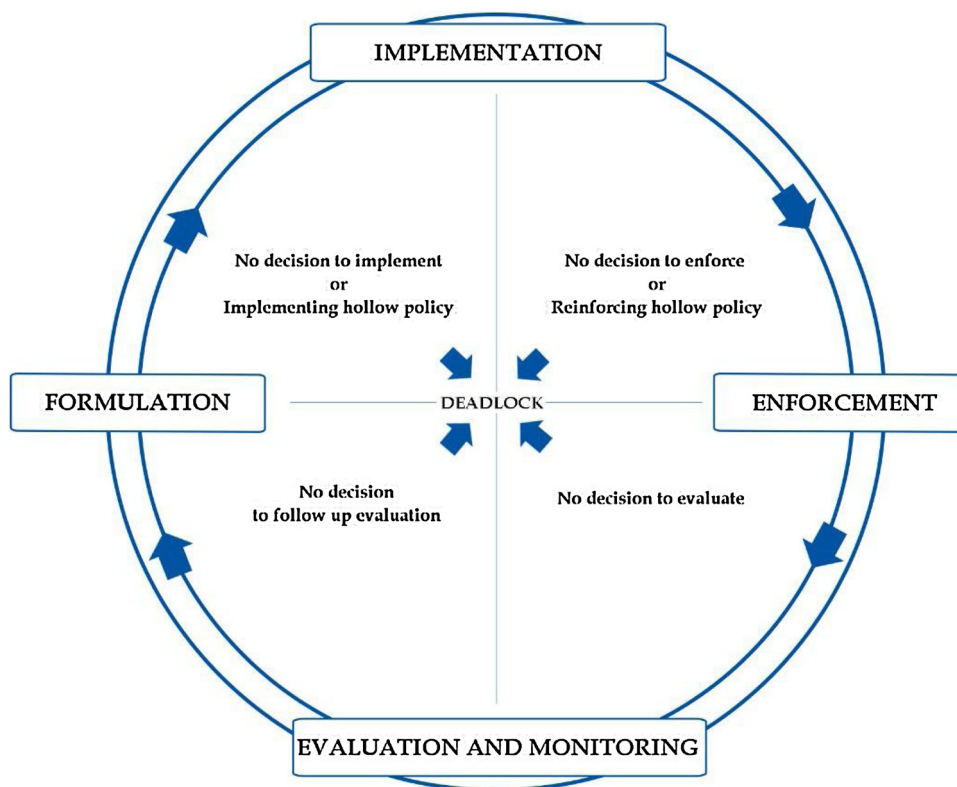 IMPLEMENTATION
No decision to implement
or
Implementing hollow policy
No decision to enforce
or
Reinforcing hollow policy
FORMULATION
DEADLOCK
ENFORCEMENT
No decision
to follow up evaluation
No decision to evaluate
EVALUATION AND MONITORING